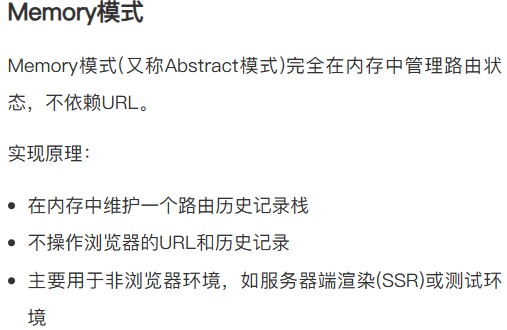 Memory模式
Memory模式(又称Abstract模式)完全在内存中管理路由状
态，不依赖URL。
实现原理：
• 在内存中维护一个路由历史记录栈
• 不操作浏览器的URL和历史记录
• 主要用于非浏览器环境，如服务器端渲染(SSR)或测试环
境